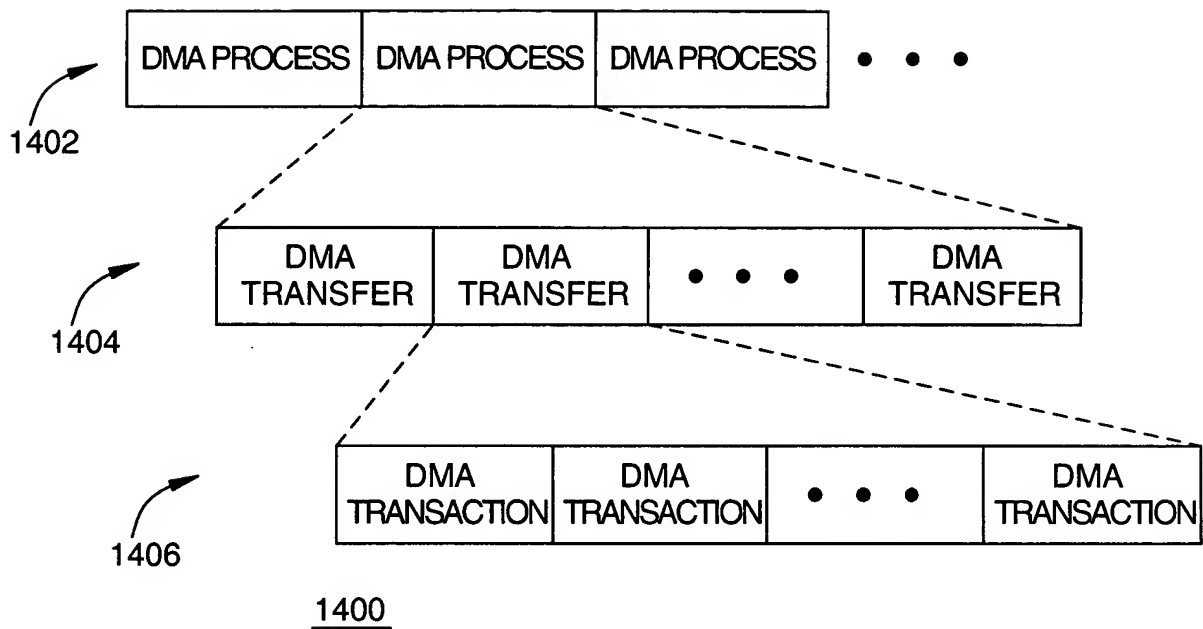 DMA PROCESS DMA PROCESS DMA PROCESS • • •
1402
DMA TRANSFER DMA TRANSFER • • • DMA TRANSFER
1404
DMA TRANSACTION DMA TRANSACTION • • • DMA TRANSACTION
1406
1400